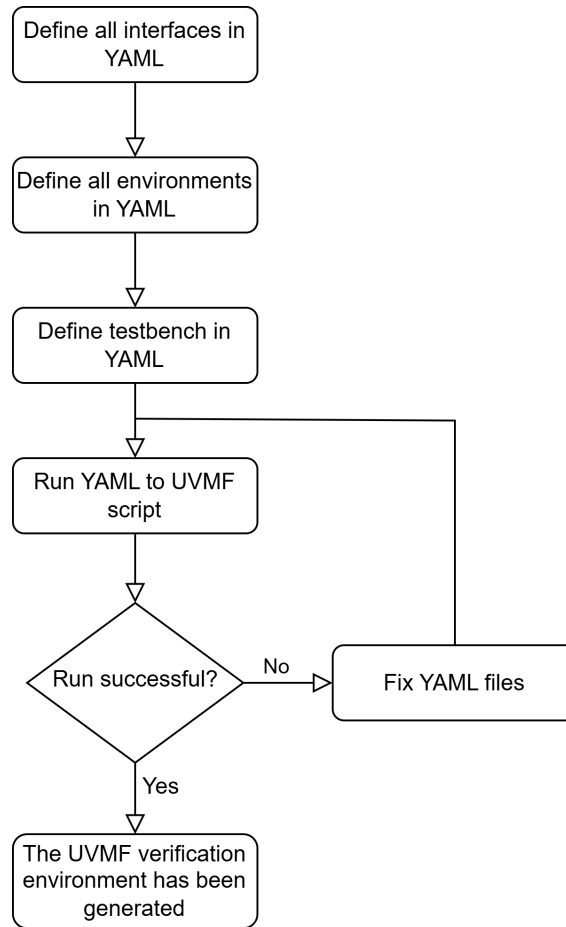 Define all interfaces in
YAML
Define all environments
in YAML
Define testbench in
YAML
Run YAML to UVMF
script
Run successful?
No
Fix YAML files
Yes
The UVMF verification
environment has been
generated